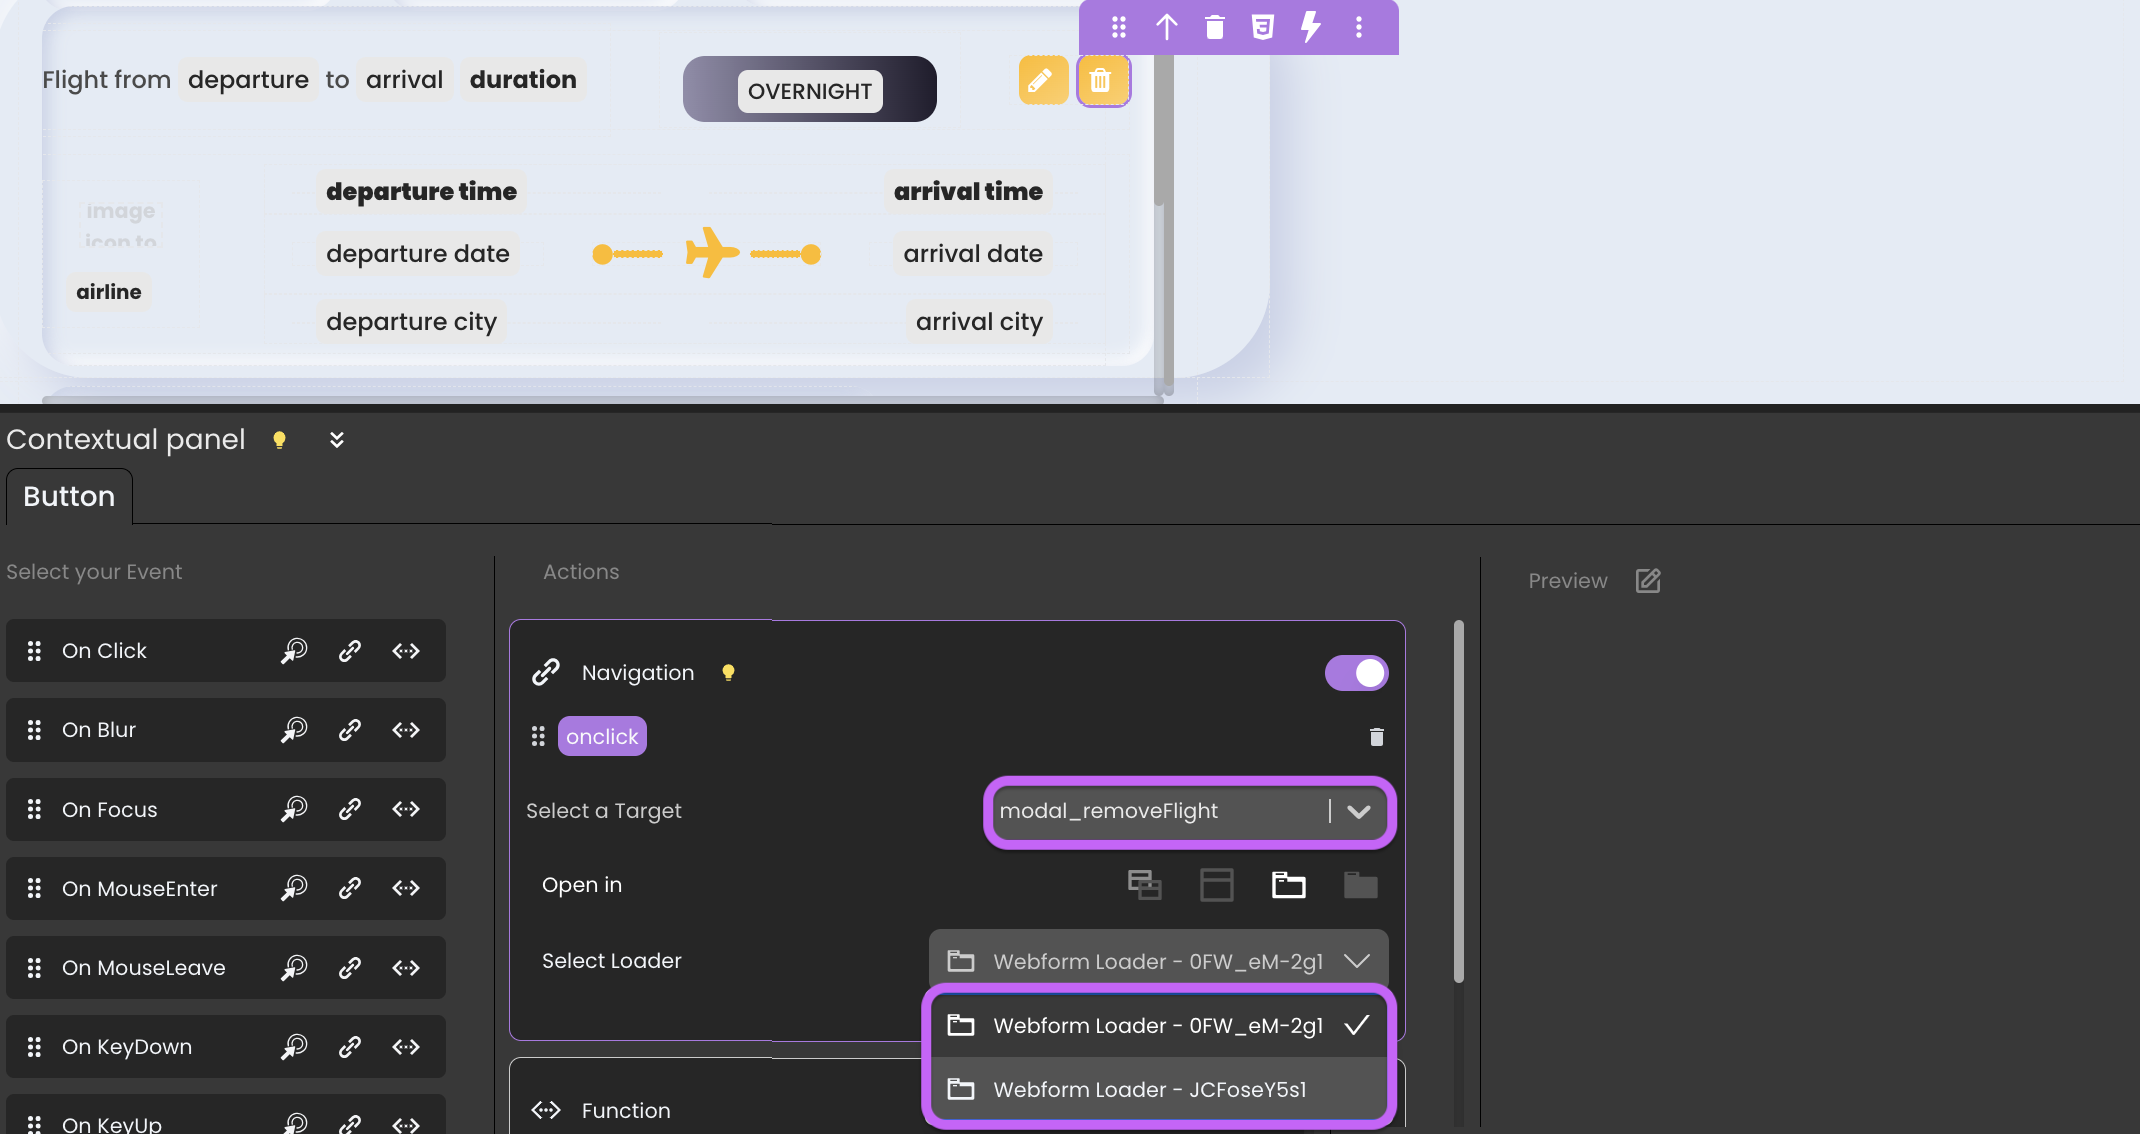 Flight from departure to arrival duration
OVERNIGHT
departure time
arrival time
image
icon to
departure date
arrival date
airline
departure city
arrival city
Contextual panel
Button
Select your Event
Actions
Preview
On Click
On Blur
On Focus
On MouseEnter
On MouseLeave
On KeyDown
On KeyUp
Navigation
onclick
Select a Target
modal_removeFlight
Open in
Select Loader
Webform Loader - 0FW_eM-2g1
Webform Loader - 0FW_eM-2g1
Webform Loader - JCFoseY5s1
Function